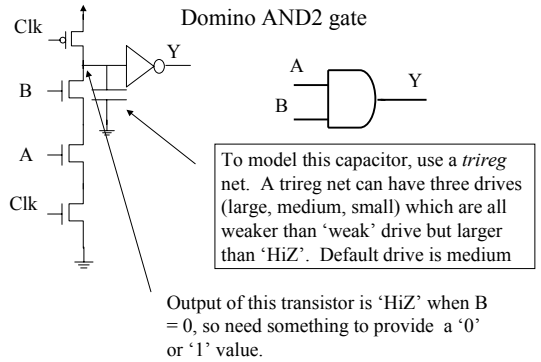 Domino AND2 gate
Clk
Y
B
A
Clk
A
B
Y
To model this capacitor, use a trireg
net. A trireg net can have three drives
(large, medium, small) which are all
weaker than ‘weak’ drive but larger
than ‘HiZ’. Default drive is medium
Output of this transistor is ‘HiZ’ when B
= 0, so need something to provide a ‘0’
or ‘1’ value.